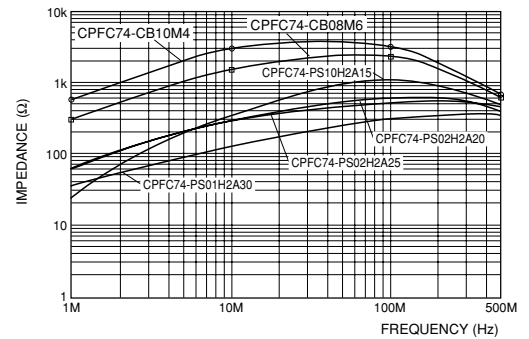 10k
CPFC74-CB10M4
CPFC74-CB08M6
1k
CPFC74-PS10H2A15
IMPEDANCE (Ω)
100
CPFC74-PS02H2A20
CPFC74-PS02H2A25
CPFC74-PS01H2A30
10
1
1M
10M
100M
500M
FREQUENCY (Hz)